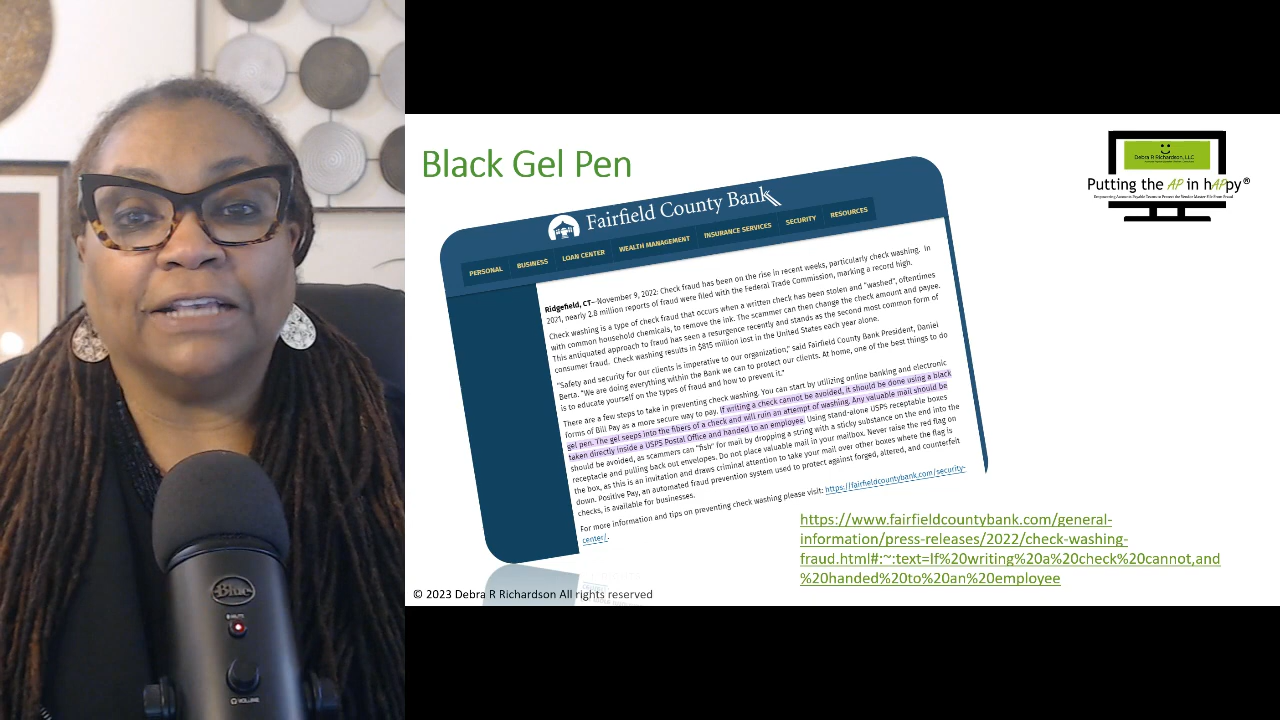 Black Gel Pen
Debra R Richardson, LLC
Putting the AP in hAPpy®
Fairfield County Bank
PERSONAL BUSINESS LOAN CENTER WEALTH MANAGEMENT INSURANCE SERVICES SECURITY RESOURCES
Ridgefield, CT—November 9, 2022: Check fraud has been on the rise in recent weeks, particularly check washing. In
2021, nearly 2.8 million reports of fraud were filed with the Federal Trade Commission, marking a record high.
Check washing is a type of check fraud that occurs when a written check has been stolen and "washed", oftentimes
with common household chemicals, to remove the ink. The scammer can then change the check amount and payee.
This antiquated approach to fraud has seen a resurgence recently and stands as the second most common form of
consumer fraud. Check washing results in $815 million lost in the United States each year alone.
"Safety and security for our clients is imperative to our organization," said Fairfield County Bank President, Daniel
Berta. "We are doing everything within the Bank we can to protect our clients. At home, one of the best things to do
is to educate yourself on the types of fraud and how to prevent it."
There are a few steps to take in preventing check washing. You can start by utilizing online banking and electronic
forms of Bill Pay as a more secure way to pay. If writing a check cannot be avoided, it should be done using a black
gel pen. The gel seeps into the fibers of a check and will ruin an attempt of washing. Any valuable mail should be
taken directly inside a USPS Postal Office and handed to an employee. Using stand-alone USPS receptable boxes
should be avoided, as scammers can "fish" for mail by dropping a string with a sticky substance on the end into the
receptacle and pulling back out envelopes. Do not place valuable mail in your mailbox. Never raise the red flag on
the box, as this is an invitation and draws criminal attention to take your mail over other boxes where the flag is
down. Positive Pay, an automated fraud prevention system used to protect against forged, altered, and counterfeit
checks, is available for businesses.
For more information and tips on preventing check washing please visit: https://fairfieldcountybank.com/security-
center/.
https://www.fairfieldcountybank.com/general-
information/press-releases/2022/check-washing-
fraud.html#:~:text=If%20writing%20a%20check%20cannot,and
%20handed%20to%20an%20employee
© 2023 Debra R Richardson All rights reserved
Blue
MUTE
VOLUME